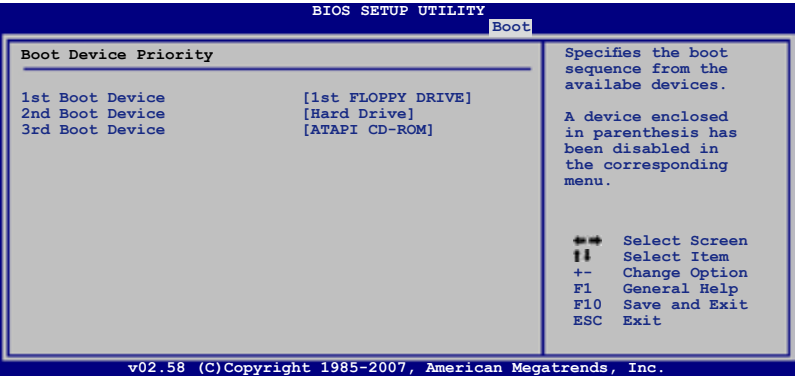 BIOS SETUP UTILITY
Boot
Boot Device Priority
1st Boot Device [1st FLOPPY DRIVE]
2nd Boot Device [Hard Drive]
3rd Boot Device [ATAPI CD-ROM]
Specifies the boot
sequence from the
availabe devices.
A device enclosed
in parenthesis has
been disabled in
the corresponding
menu.
←→ Select Screen
↑↓ Select Item
+- Change Option
F1 General Help
F10 Save and Exit
ESC Exit
v02.58 (C)Copyright 1985-2007, American Megatrends, Inc.